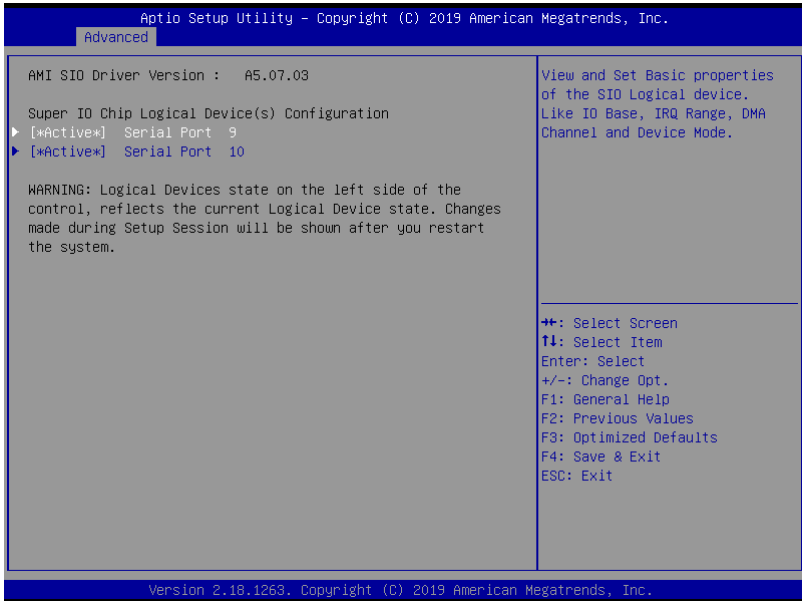 Aptio Setup Utility – Copyright (C) 2019 American Megatrends, Inc.
Advanced
AMI SIO Driver Version :   A5.07.03
Super IO Chip Logical Device(s) Configuration
[*Active*]   Serial Port  9
[*Active*]   Serial Port  10
WARNING: Logical Devices state on the left side of the
control, reflects the current Logical Device state. Changes
made during Setup Session will be shown after you restart
the system.
View and Set Basic properties
of the SIO Logical device.
Like IO Base, IRQ Range, DMA
Channel and Device Mode.
→←: Select Screen
↑↓: Select Item
Enter: Select
+/-: Change Opt.
F1: General Help
F2: Previous Values
F3: Optimized Defaults
F4: Save & Exit
ESC: Exit
Version 2.18.1263. Copyright (C) 2019 American Megatrends, Inc.